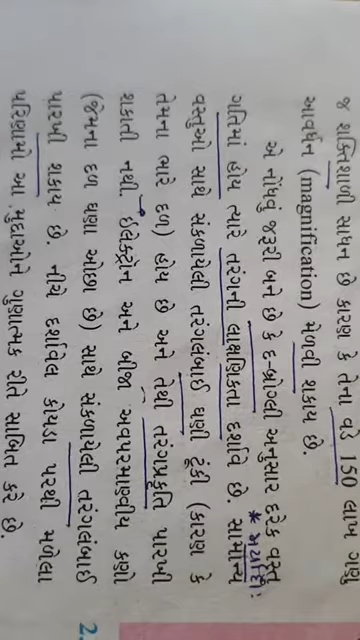 જ શક્તિશાળી સાધન છે કારણ કે તેના વડે 150 લાખ ગણુ
આવર્ધન (magnification) મેળવી શકાય છે.
એ નોંધવું જરૂરી બને છે કે દ-બ્રોગ્લી અનુસાર દરેક વસ્તુ
* મર્યાદા :
ગતિમાં હોય ત્યારે તરંગની લાક્ષણિકતા દર્શાવે છે. સામાન્ય
વસ્તુઓ સાથે સંકળાયેલી તરંગલંબાઈ ઘણી ટૂંકી (કારણ કે
તેમના ભારે દળ) હોય છે અને તેથી તરંગપ્રકૃતિ પારખી
શકાતી નથી. ઇલેક્ટ્રોન અને બીજા અવપરમાણ્વીય કણો
(જેમના દળ ઘણા ઓછા છે) સાથે સંકળાયેલી તરંગલંબાઈ
પારખી શકાય છે. નીચે દર્શાવેલ કોયડા પરથી મળેલા
પરિણામો આ મુદ્દાઓને ગુણાત્મક રીતે સાબિત કરે છે.
2.